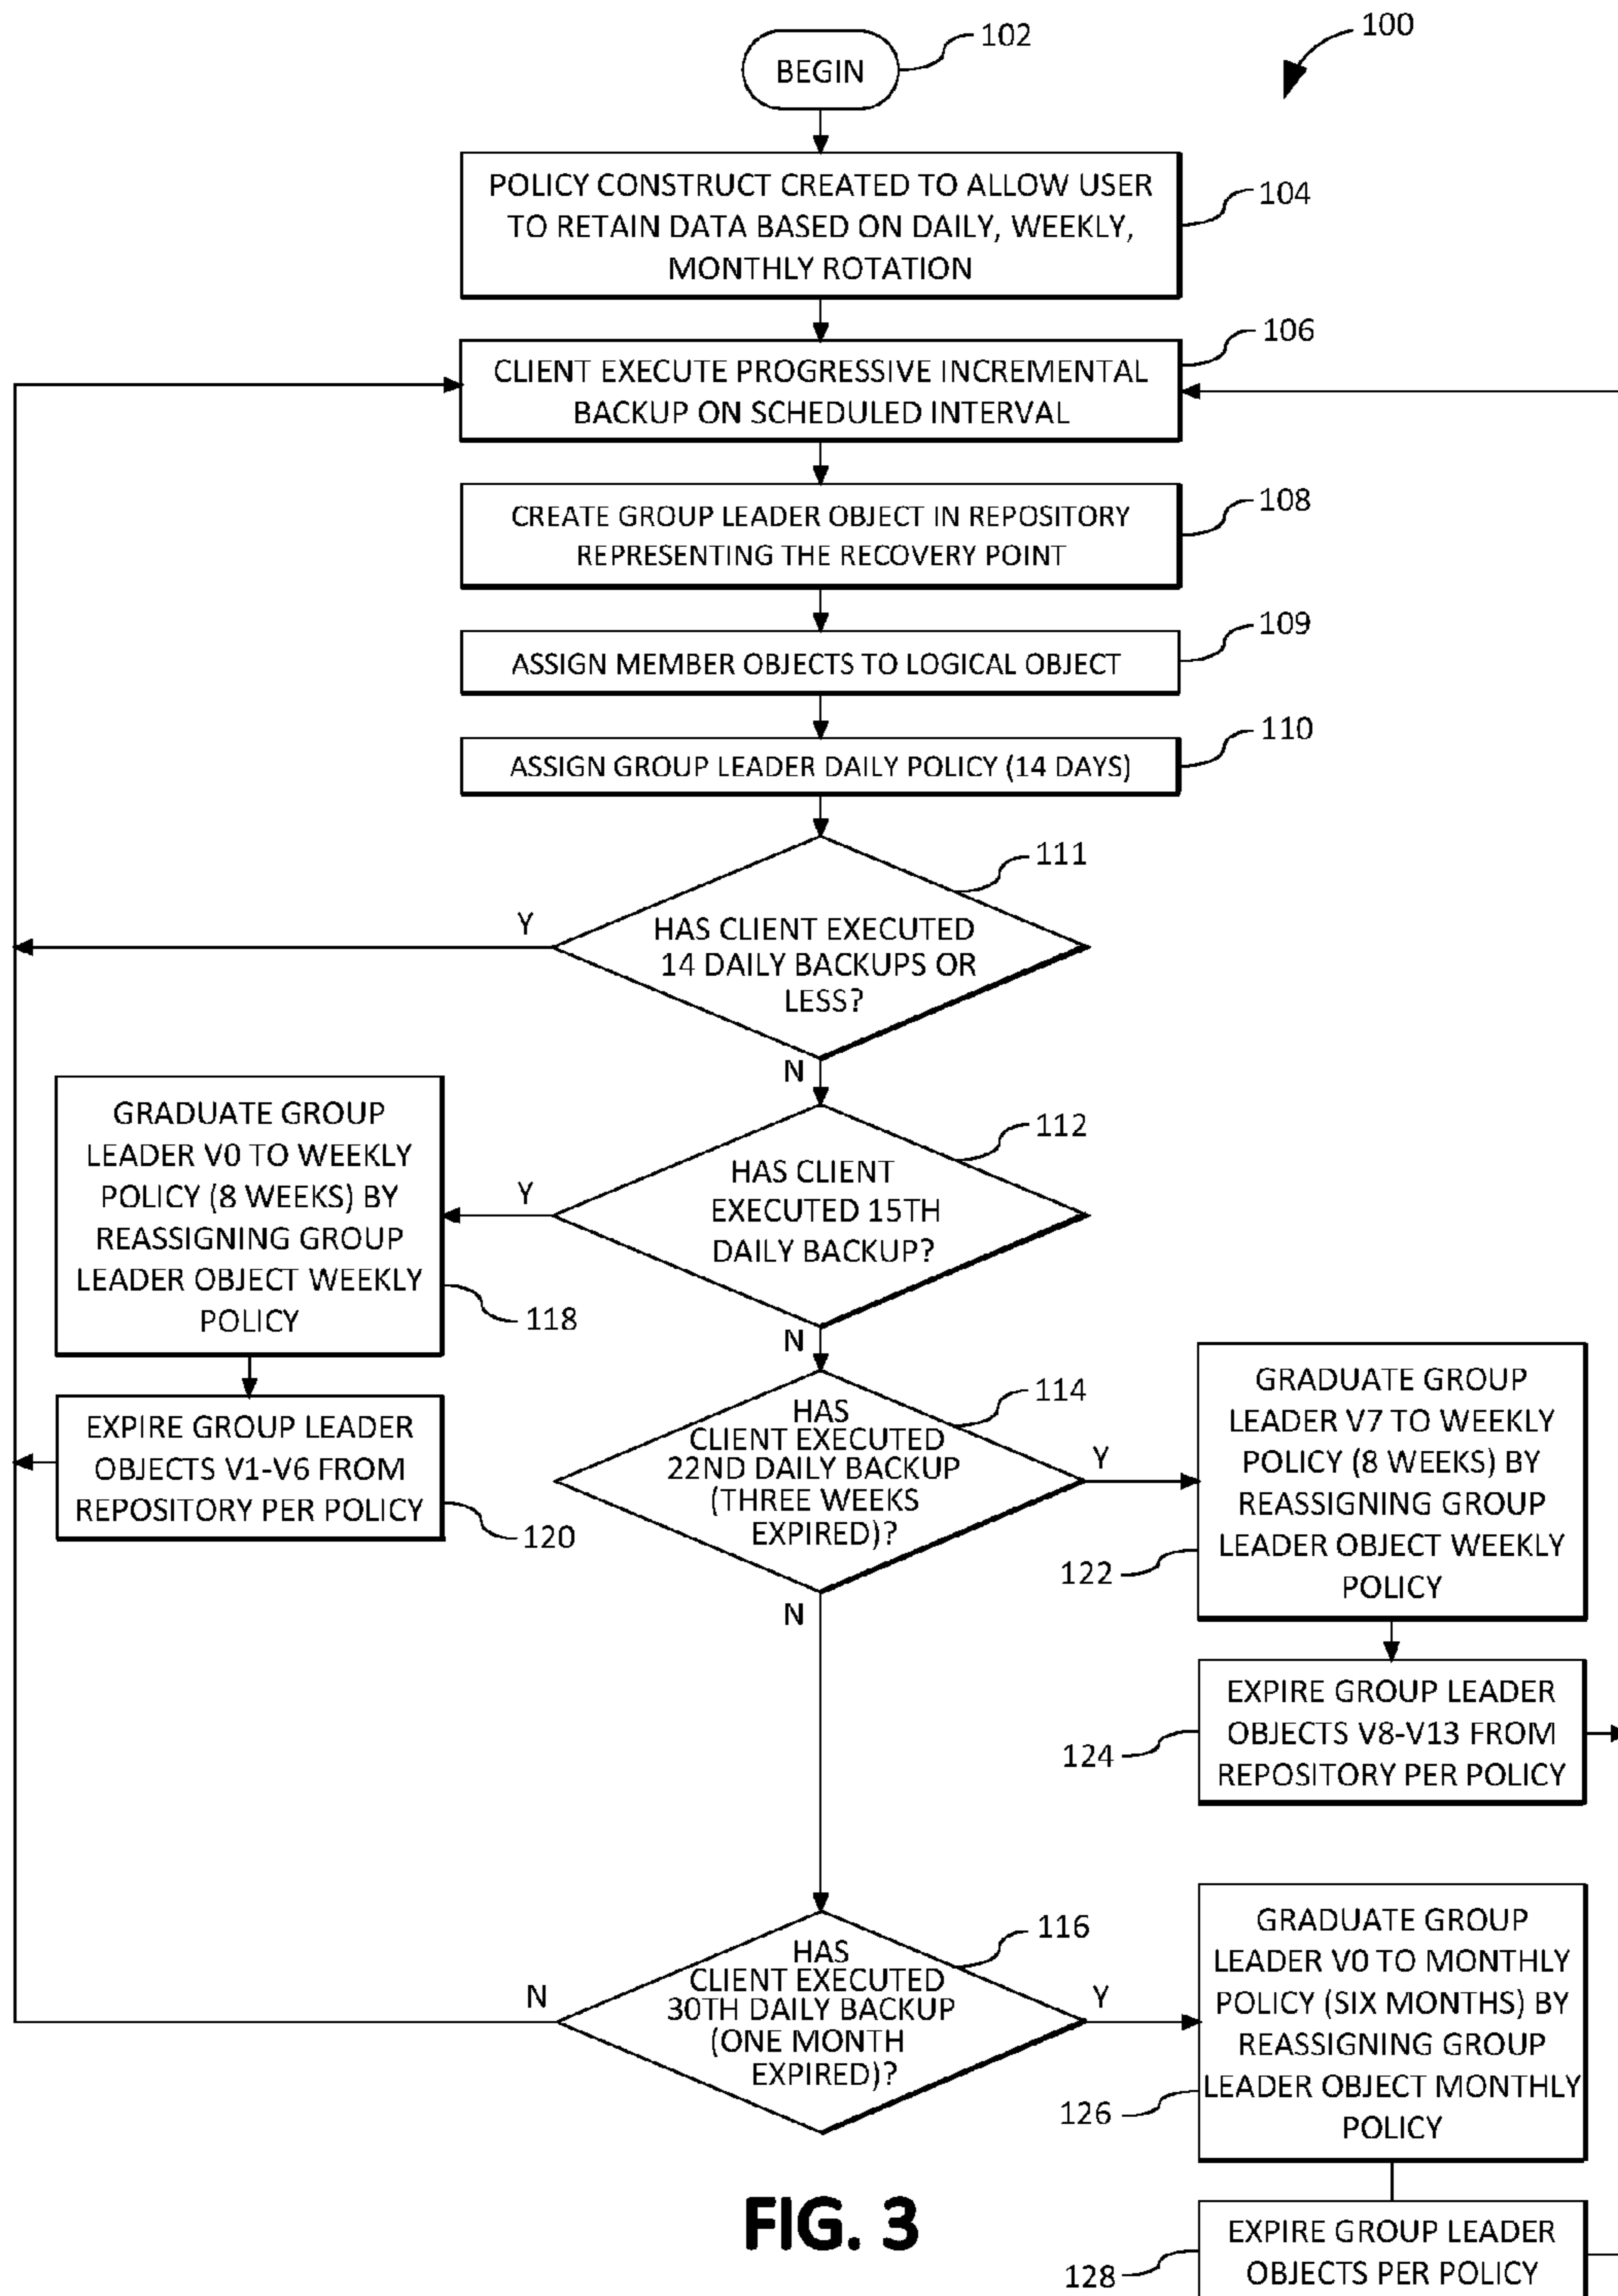 100
BEGIN
102
POLICY CONSTRUCT CREATED TO ALLOW USER
TO RETAIN DATA BASED ON DAILY, WEEKLY,
MONTHLY ROTATION
104
CLIENT EXECUTE PROGRESSIVE INCREMENTAL
BACKUP ON SCHEDULED INTERVAL
106
CREATE GROUP LEADER OBJECT IN REPOSITORY
REPRESENTING THE RECOVERY POINT
108
ASSIGN MEMBER OBJECTS TO LOGICAL OBJECT
109
ASSIGN GROUP LEADER DAILY POLICY (14 DAYS)
110
HAS CLIENT EXECUTED
14 DAILY BACKUPS OR
LESS?
111
Y
N
HAS CLIENT
EXECUTED 15TH
DAILY BACKUP?
112
Y
N
GRADUATE GROUP
LEADER V0 TO WEEKLY
POLICY (8 WEEKS) BY
REASSIGNING GROUP
LEADER OBJECT WEEKLY
POLICY
118
EXPIRE GROUP LEADER
OBJECTS V1-V6 FROM
REPOSITORY PER POLICY
120
HAS
CLIENT EXECUTED
22ND DAILY BACKUP
(THREE WEEKS
EXPIRED)?
114
Y
N
GRADUATE GROUP
LEADER V7 TO WEEKLY
POLICY (8 WEEKS) BY
REASSIGNING GROUP
LEADER OBJECT WEEKLY
POLICY
122
EXPIRE GROUP LEADER
OBJECTS V8-V13 FROM
REPOSITORY PER POLICY
124
HAS
CLIENT EXECUTED
30TH DAILY BACKUP
(ONE MONTH
EXPIRED)?
116
N
Y
GRADUATE GROUP
LEADER V0 TO MONTHLY
POLICY (SIX MONTHS) BY
REASSIGNING GROUP
LEADER OBJECT MONTHLY
POLICY
126
EXPIRE GROUP LEADER
OBJECTS PER POLICY
128
FIG. 3